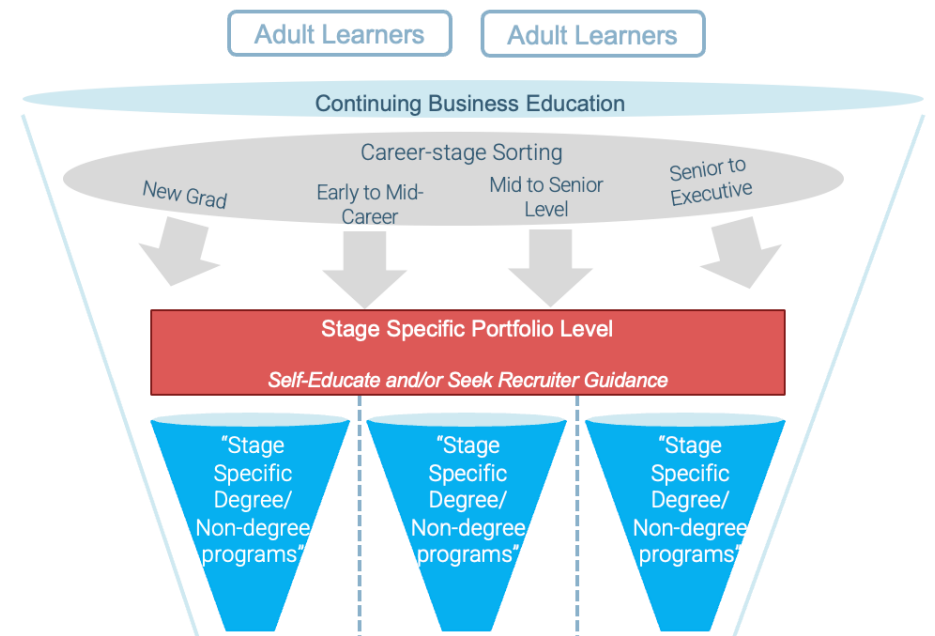 Adult Learners
Adult Learners
Continuing Business Education
Career-stage Sorting
New Grad
Early to Mid-
Career
Mid to Senior
Level
Senior to
Executive
Stage Specific Portfolio Level
Self-Educate and/or Seek Recruiter Guidance
“Stage
Specific
Degree/
Non-degree
programs”
“Stage
Specific
Degree/
Non-degree
programs”
“Stage
Specific
Degree/
Non-degree
programs”